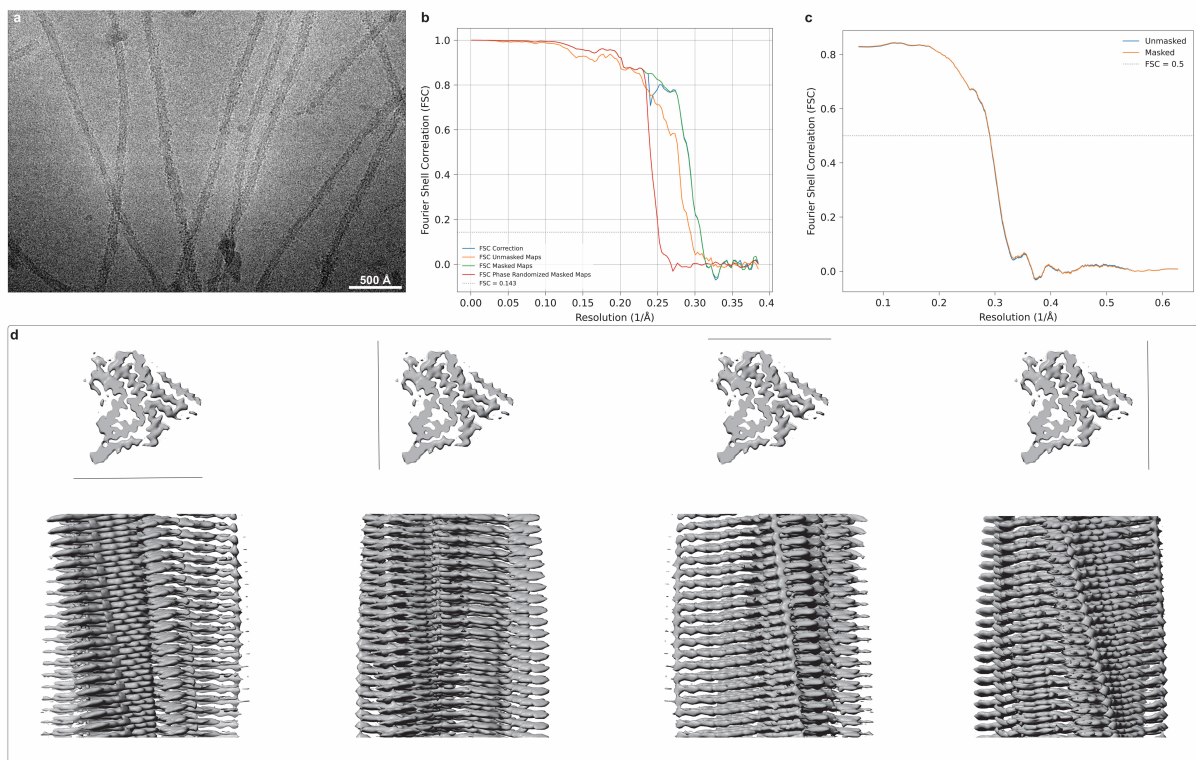 a
500 Å
b
1.0
0.8
0.6
0.4
0.2
0.0
Fourier Shell Correlation (FSC)
FSC Correction
FSC Unmasked Maps
FSC Masked Maps
FSC Phase Randomized Masked Maps
FSC = 0.143
0.00 0.05 0.10 0.15 0.20 0.25 0.30 0.35 0.4
Resolution (1/Å)
c
0.8
0.6
0.4
0.2
0.0
Fourier Shell Correlation (FSC)
Unmasked
Masked
FSC = 0.5
0.1 0.2 0.3 0.4 0.5 0.6
Resolution (1/Å)
d